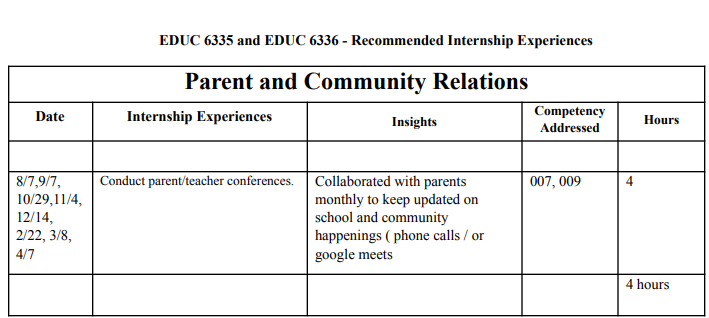 EDUC 6335 and EDUC 6336 - Recommended Internship Experiences
Parent and Community Relations
Date
Internship Experiences
Insights
Competency
Addressed
Hours
8/7,9/7,
10/29,11/4,
12/14,
2/22, 3/8,
4/7
Conduct parent/teacher conferences.
Collaborated with parents
monthly to keep updated on
school and community
happenings ( phone calls / or
google meets
007, 009
4
4 hours